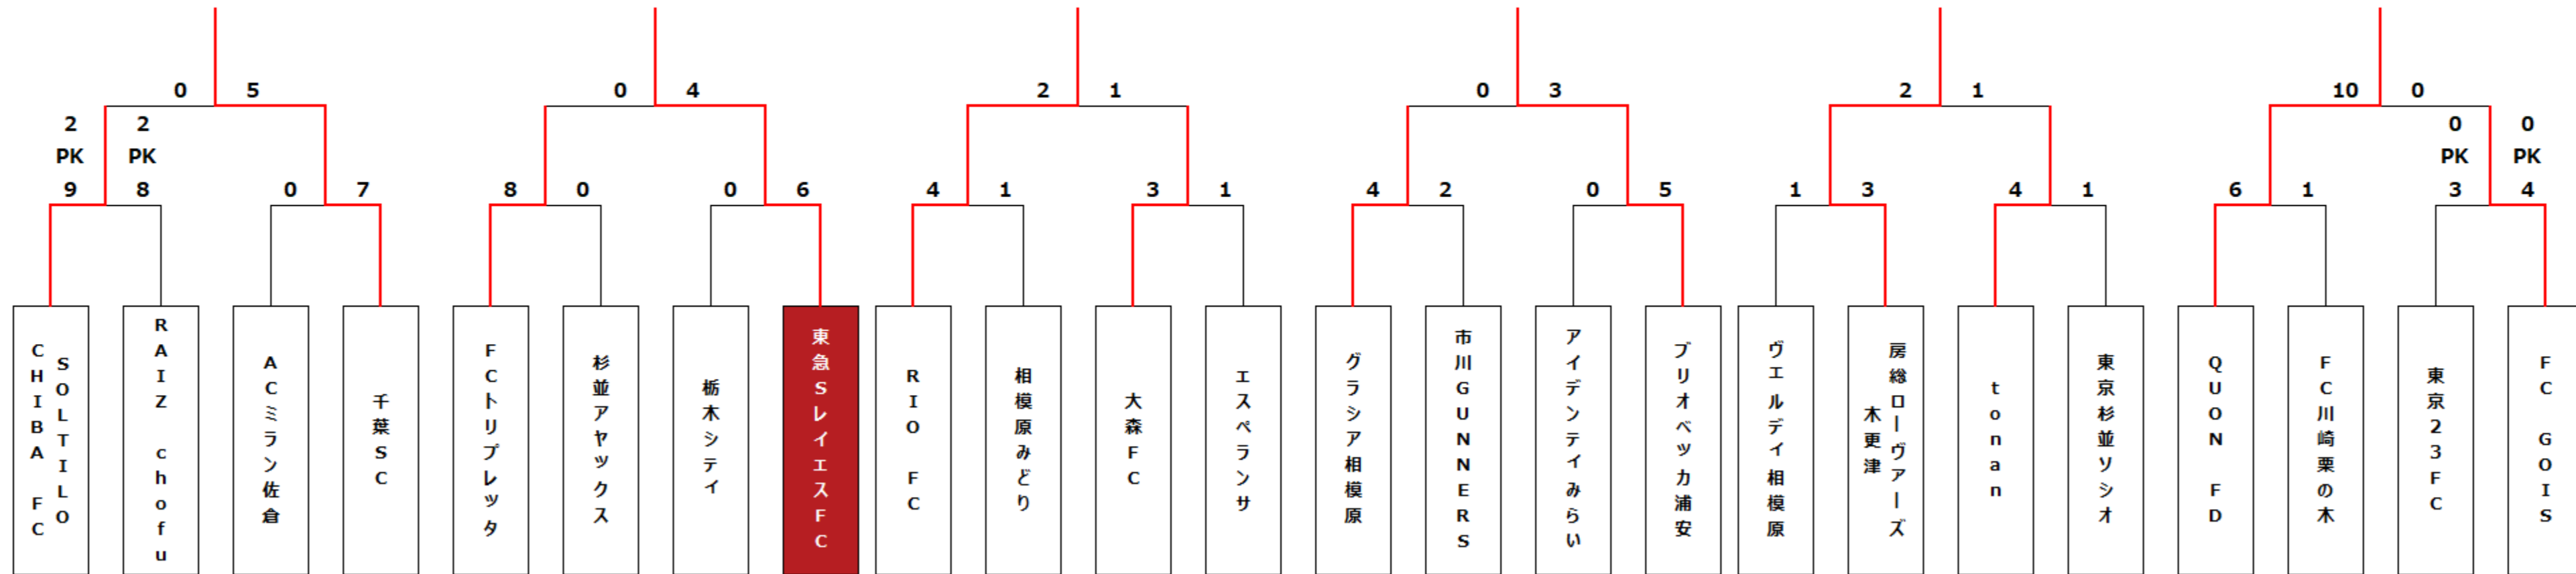 0 5 0 4 2 1 0 3 2 1 10 0
2 2 0 0
PK PK PK PK
9 8 0 7 8 0 0 6 4 1 3 1 4 2 0 5 1 3 4 1 6 1 3 4
SOLTILO
CHIBA FC
RAIZ chofu
ACミラン佐倉
千葉SC
FCトリプレッタ
杉並アヤックス
栃木シティ
東急SレイエスFC
RIO FC
相模原みどり
大森FC
エスペランサ
グラシア相模原
市川GUNNERS
アイデンティみらい
ブリオベッカ浦安
ヴェルディ相模原
房総ローヴァーズ
木更津
tonan
東京杉並ソシオ
QUON FD
FC川崎栗の木
東京23FC
FC GOIS